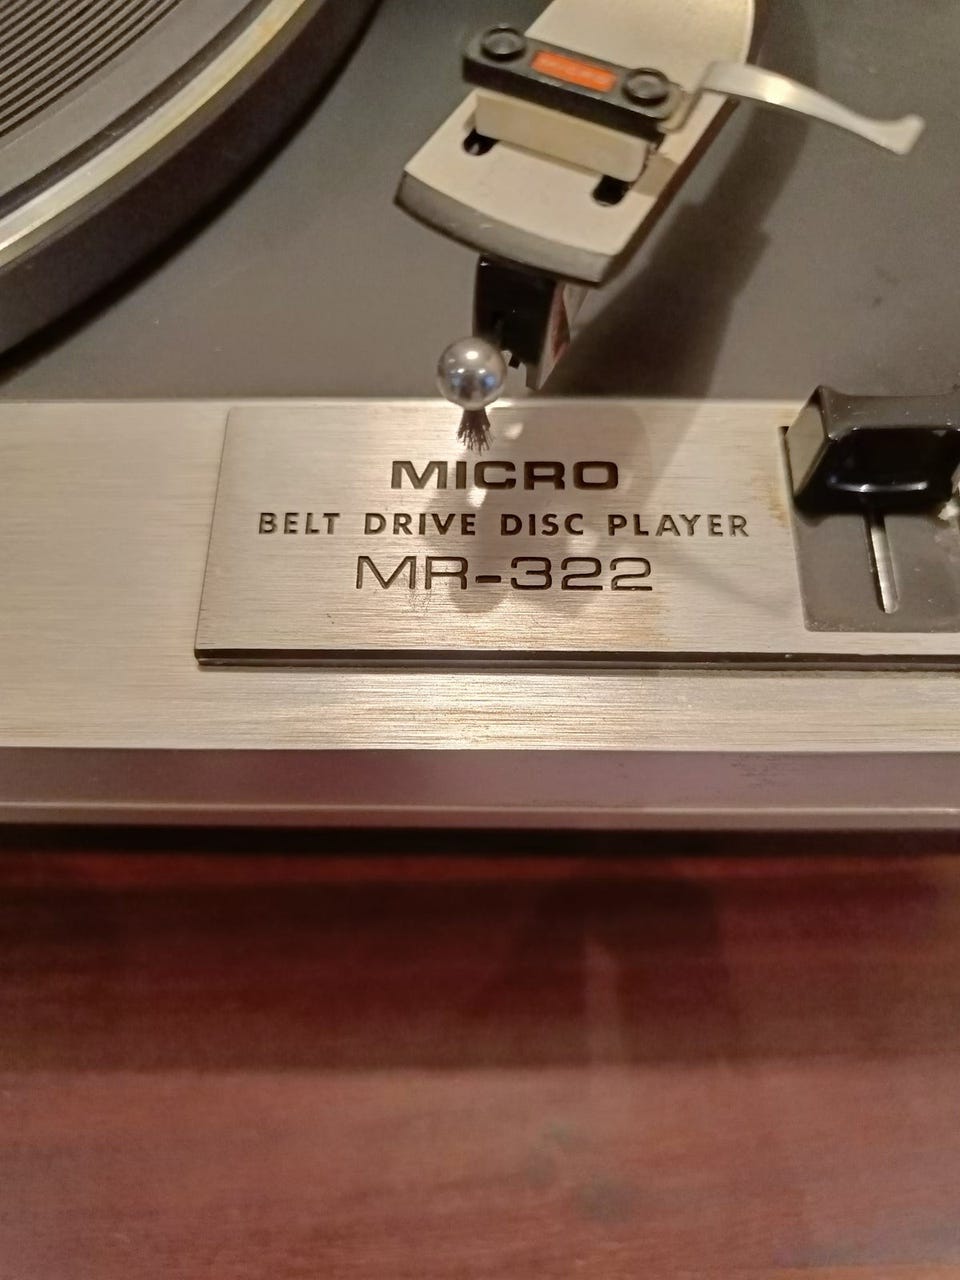 MICRO
BELT DRIVE DISC PLAYER
MR-322